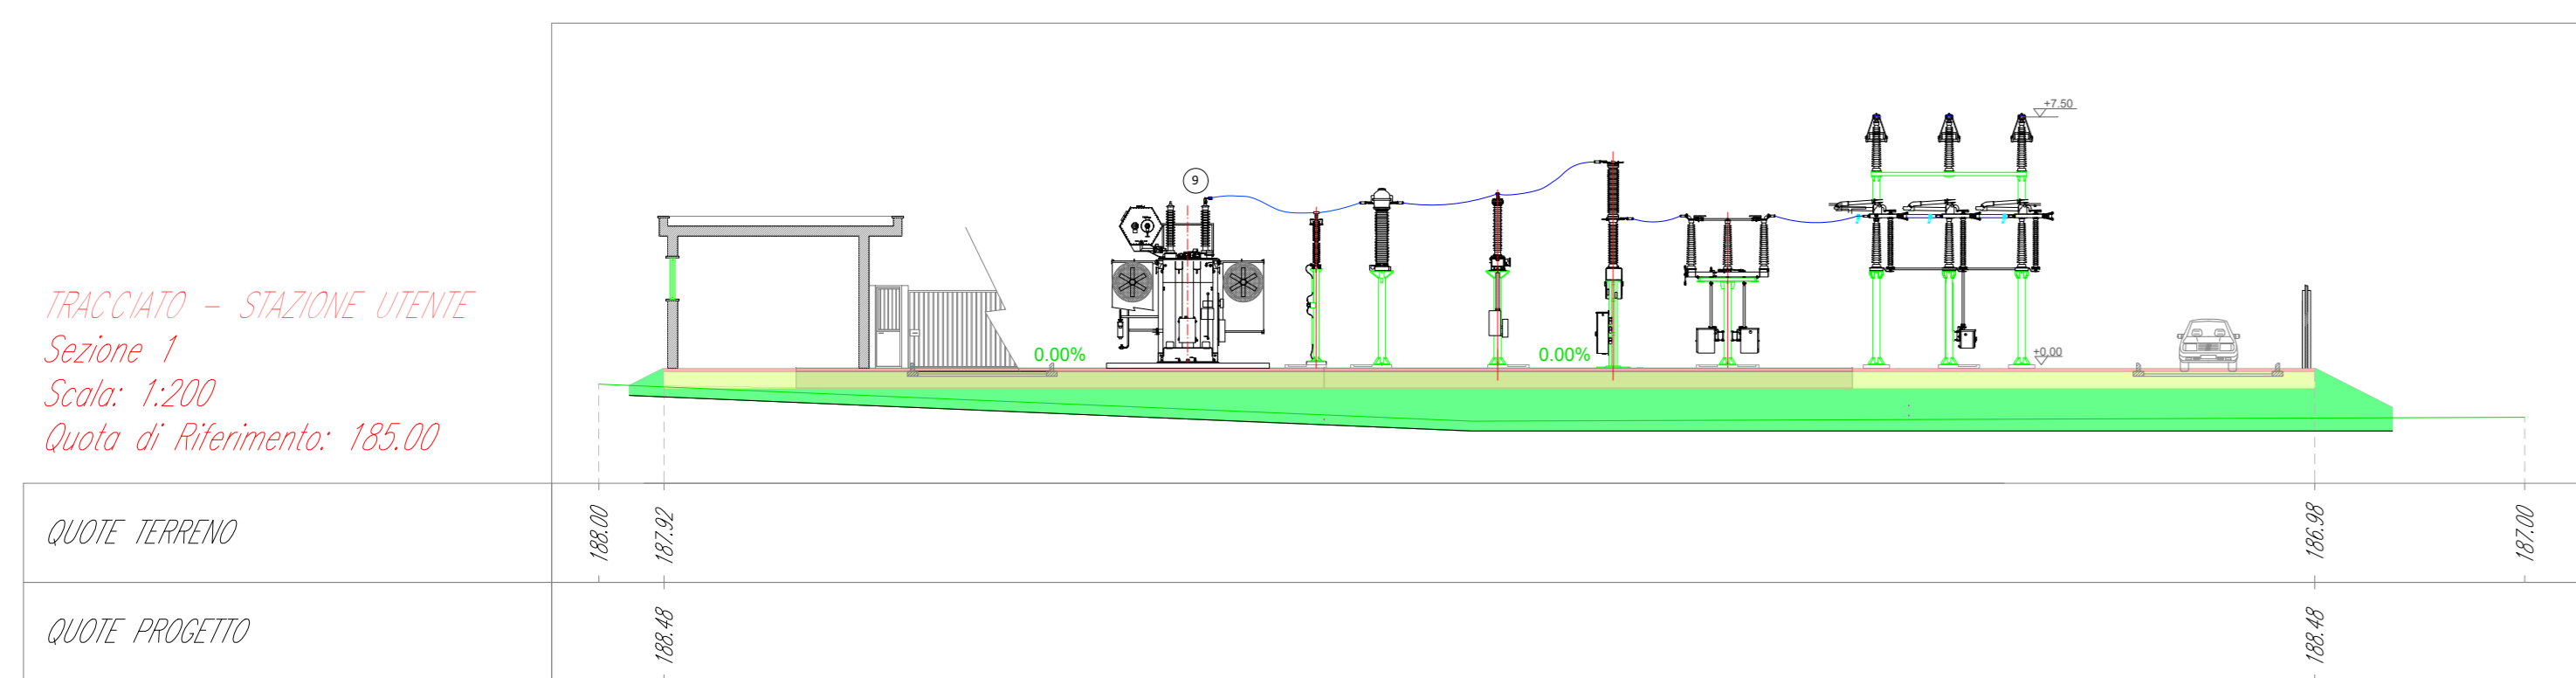 +7.50
9
TRACCIATO - STAZIONE UTENTE
Sezione 1
Scala: 1:200
Quota di Riferimento: 185.00
0.00%
0.00%
+0.00
QUOTE TERRENO
188.00
187.92
186.98
187.00
QUOTE PROGETTO
188.48
188.48